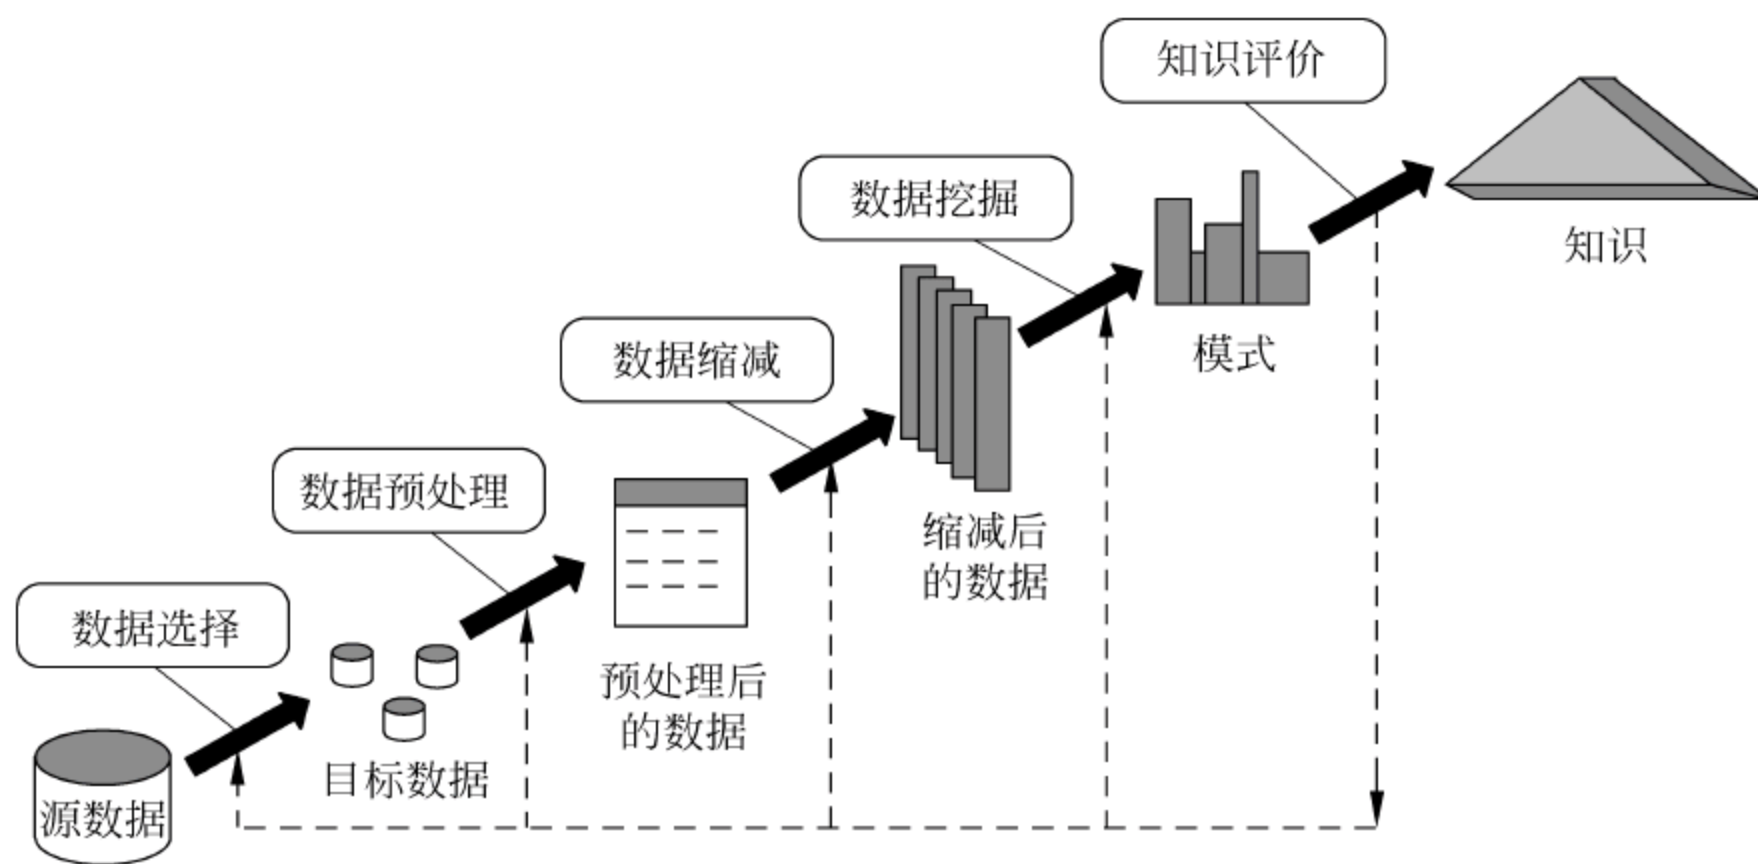 知识评价
知识
数据挖掘
模式
数据缩减
缩减后
的数据
数据预处理
预处理后
的数据
数据选择
目标数据
源数据